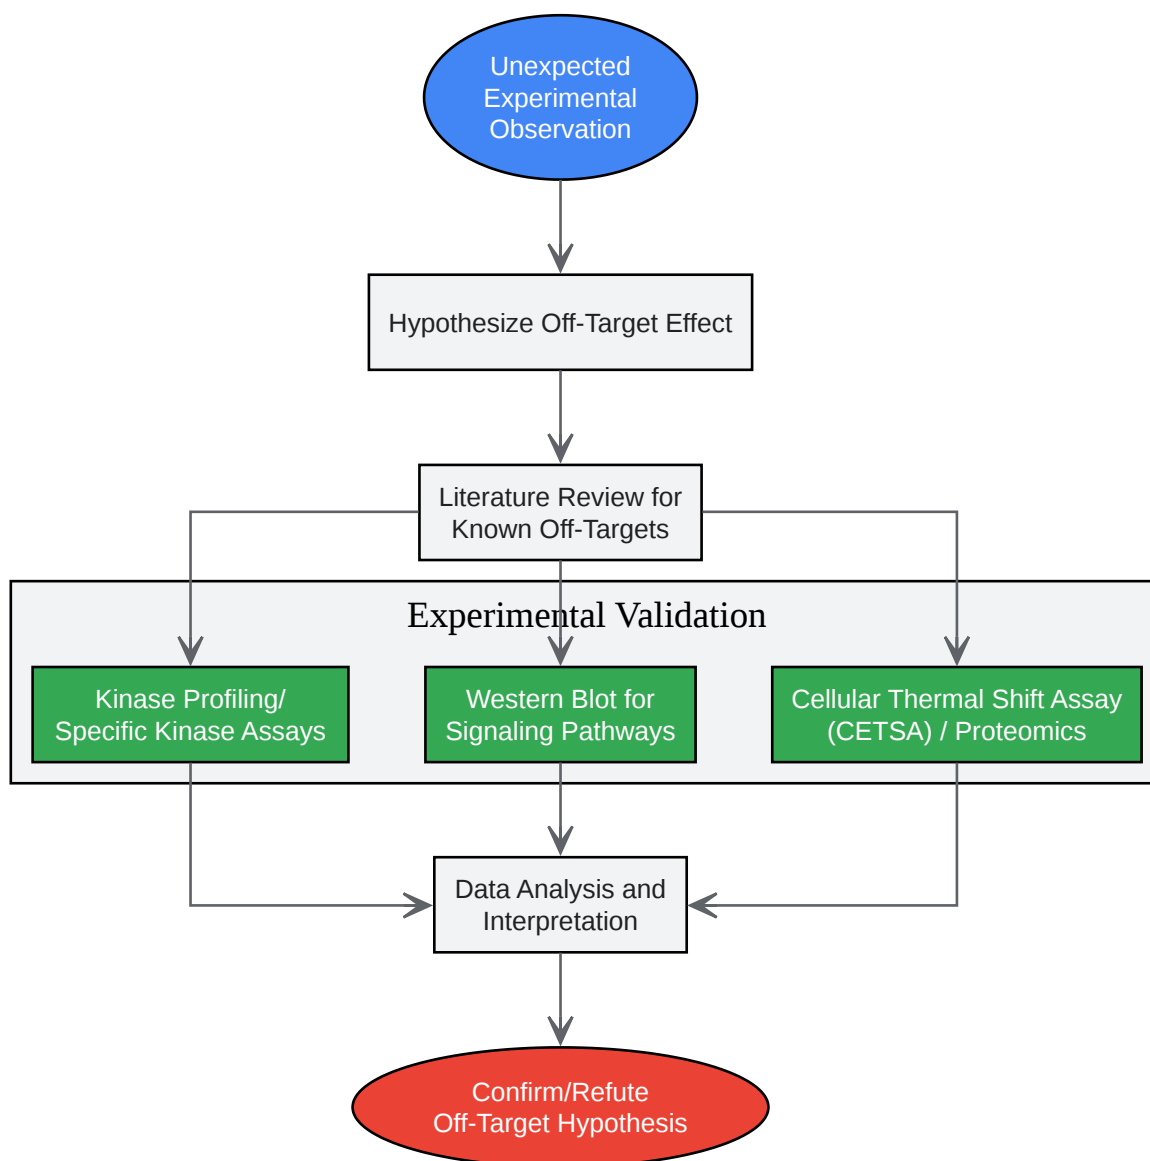 Unexpected
Experimental
Observation
Hypothesize Off-Target Effect
Literature Review for
Known Off-Targets
Experimental Validation
Kinase Profiling/
Specific Kinase Assays
Western Blot for
Signaling Pathways
Cellular Thermal Shift Assay
(CETSA) / Proteomics
Data Analysis and
Interpretation
Confirm/Refute
Off-Target Hypothesis